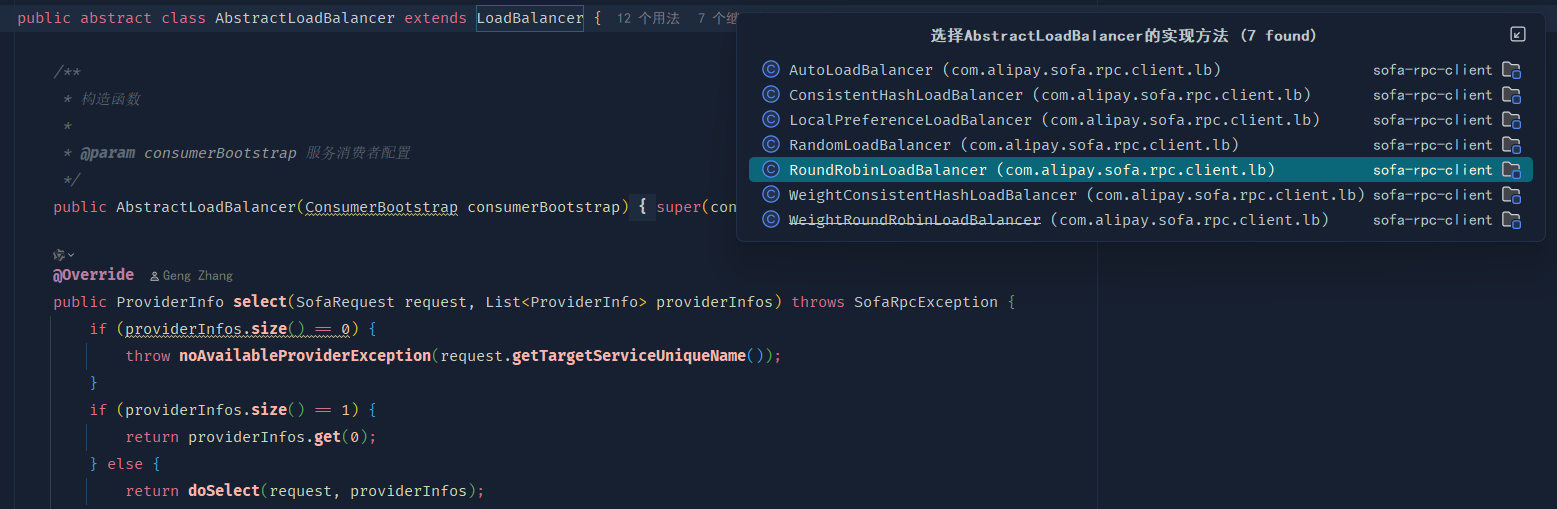 public abstract class AbstractLoadBalancer extends LoadBalancer { 12 个用法 7 个
选择AbstractLoadBalancer的实现方法 (7 found)
AutoLoadBalancer (com.alipay.sofa.rpc.client.lb) sofa-rpc-client
ConsistentHashLoadBalancer (com.alipay.sofa.rpc.client.lb) sofa-rpc-client
LocalPreferenceLoadBalancer (com.alipay.sofa.rpc.client.lb) sofa-rpc-client
RandomLoadBalancer (com.alipay.sofa.rpc.client.lb) sofa-rpc-client
RoundRobinLoadBalancer (com.alipay.sofa.rpc.client.lb) sofa-rpc-client
WeightConsistentHashLoadBalancer (com.alipay.sofa.rpc.client.lb) sofa-rpc-client
WeightRoundRobinLoadBalancer (com.alipay.sofa.rpc.client.lb) sofa-rpc-client
/**
* 构造函数
*
* @param consumerBootstrap 服务消费者配置
*/
public AbstractLoadBalancer(ConsumerBootstrap consumerBootstrap) { super(con
@Override Geng Zhang
public ProviderInfo select(SofaRequest request, List<ProviderInfo> providerInfos) throws SofaRpcException {
if (providerInfos.size() == 0) {
throw noAvailableProviderException(request.getTargetServiceUniqueName());
}
if (providerInfos.size() == 1) {
return providerInfos.get(0);
} else {
return doSelect(request, providerInfos);